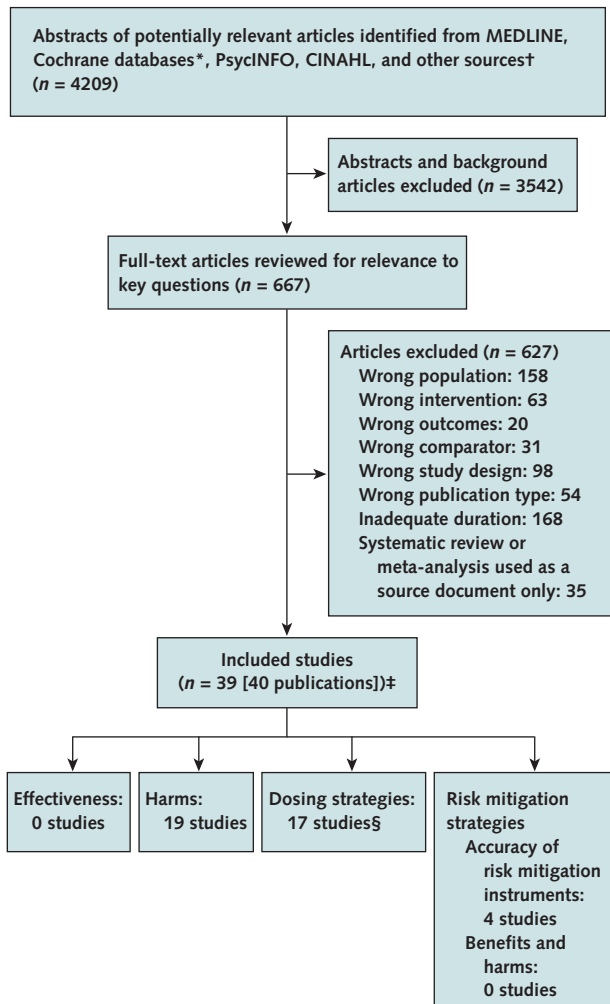 Abstracts of potentially relevant articles identified from MEDLINE,
Cochrane databases*, PsycINFO, CINAHL, and other sources†
(n = 4209)
Abstracts and background
articles excluded (n = 3542)
Full-text articles reviewed for relevance to
key questions (n = 667)
Articles excluded (n = 627)
Wrong population: 158
Wrong intervention: 63
Wrong outcomes: 20
Wrong comparator: 31
Wrong study design: 98
Wrong publication type: 54
Inadequate duration: 168
Systematic review or
meta-analysis used as a
source document only: 35
Included studies
(n = 39 [40 publications])‡
Effectiveness:
0 studies
Harms:
19 studies
Dosing strategies:
17 studies§
Risk mitigation
strategies
Accuracy of
risk mitigation
instruments:
4 studies
Benefits and
harms:
0 studies